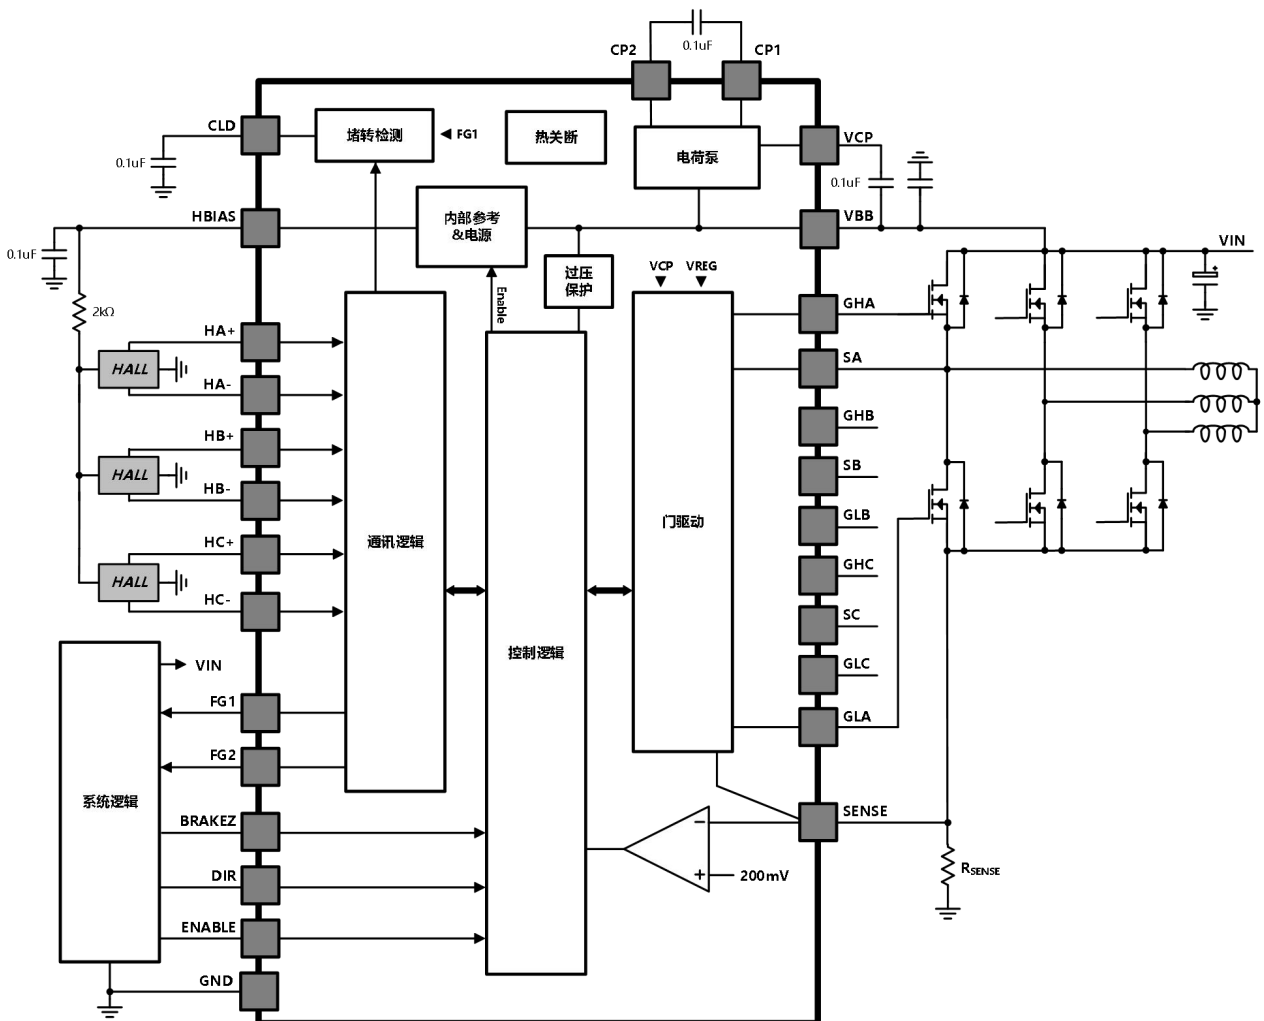 CP2
0.1uF
CP1
CLD
堵转检测
FG1
热关断
电荷泵
VCP
0.1uF
0.1uF
HBIAS
内部参考
&电源
VBB
0.1uF
过压
保护
VCP
VREG
VIN
Enable
2kΩ
GHA
HA+
HALL
HA-
SA
HB+
HALL
HB-
GHB
SB
GLB
HC+
HALL
HC-
通讯逻辑
门驱动
GHC
SC
控制逻辑
GLC
VIN
FG1
GLA
FG2
系统逻辑
BRAKEZ
SENSE
−
+
200mV
DIR
RSENSE
ENABLE
GND